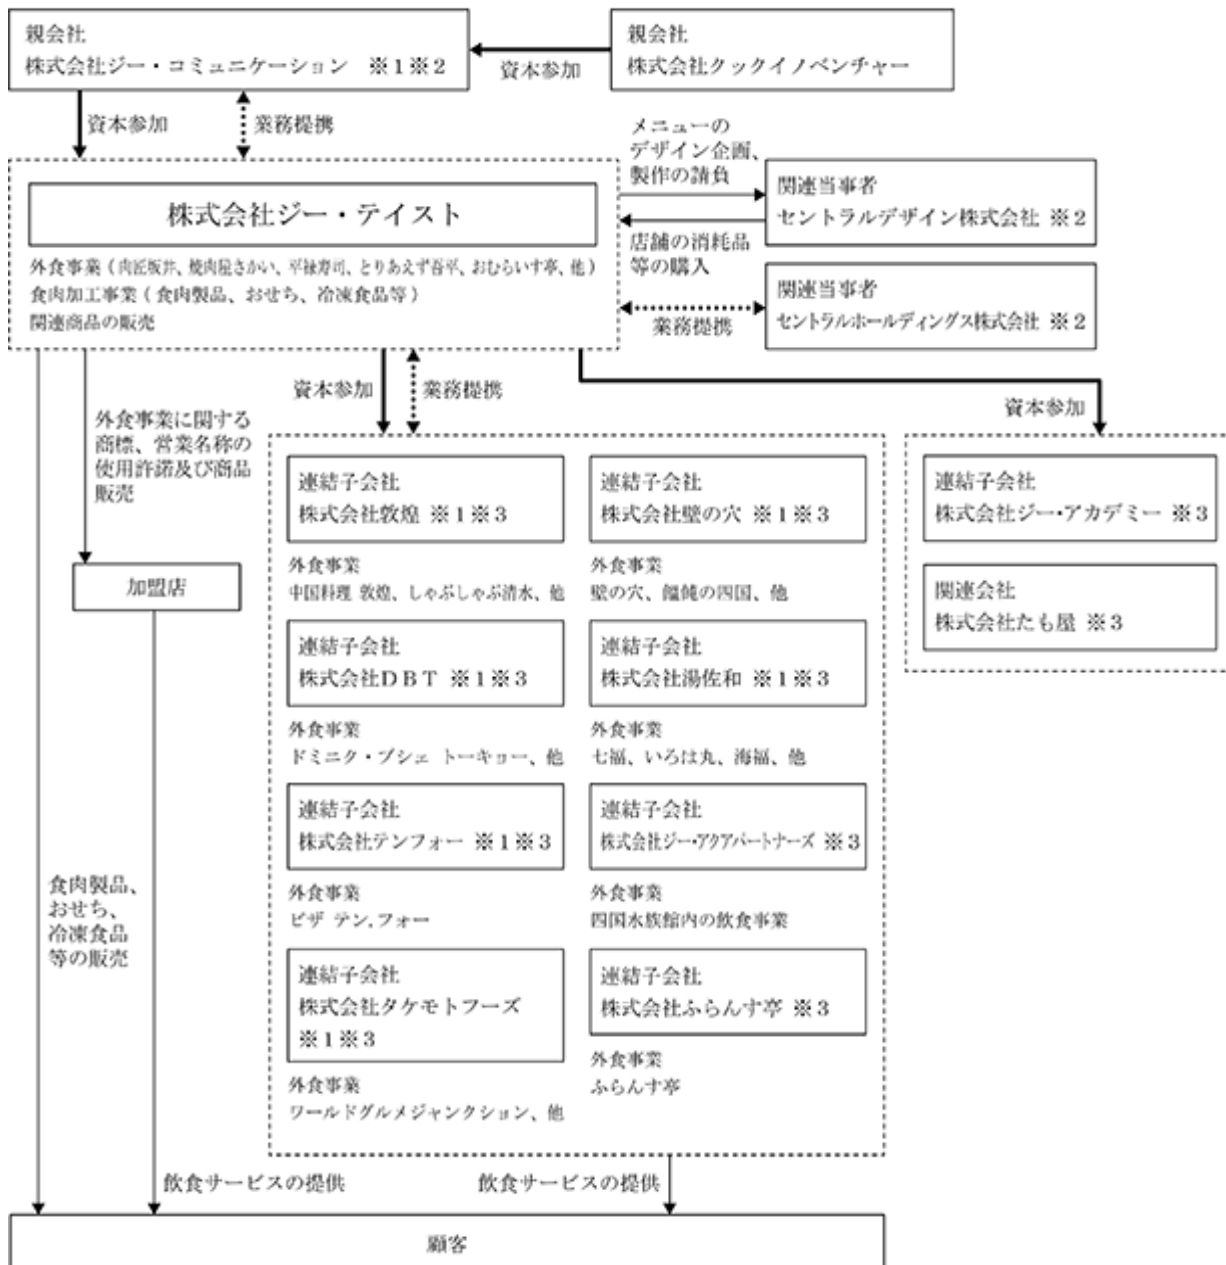 親会社
株式会社ジー・コミュニケーション ※1※2
資本参加
親会社
株式会社クックイノベンチャー
資本参加
業務提携
メニューの
デザイン企画、
製作の請負
株式会社ジー・テイスト
外食事業(肉匠坂井、焼肉屋さかい、平禄寿司、とりあえず吾平、おむらいす亭、他)
食肉加工事業(食肉製品、おせち、冷凍食品等)
関連商品の販売
関連当事者
セントラルデザイン株式会社 ※2
店舗の消耗品
等の購入
関連当事者
セントラルホールディングス株式会社 ※2
業務提携
資本参加
業務提携
資本参加
外食事業に関する
商標、営業名称の
使用許諾及び商品
販売
加盟店
連結子会社
株式会社敦煌 ※1※3
外食事業
中国料理 敦煌、しゃぶしゃぶ清水、他
連結子会社
株式会社壁の穴 ※1※3
外食事業
壁の穴、饂飩の四国、他
連結子会社
株式会社DBT ※1※3
外食事業
ドミニク・ブシェ トーキョー、他
連結子会社
株式会社湯佐和 ※1※3
外食事業
七福、いろは丸、海福、他
連結子会社
株式会社テンフォー ※1※3
外食事業
ピザ テン.フォー
連結子会社
株式会社ジー・アクアパートナーズ ※3
外食事業
四国水族館内の飲食事業
連結子会社
株式会社タケモトフーズ
※1※3
外食事業
ワールドグルメジャンクション、他
連結子会社
株式会社ふらんす亭 ※3
外食事業
ふらんす亭
連結子会社
株式会社ジー・アカデミー ※3
関連会社
株式会社たも屋 ※3
食肉製品、
おせち、
冷凍食品
等の販売
飲食サービスの提供
飲食サービスの提供
顧客